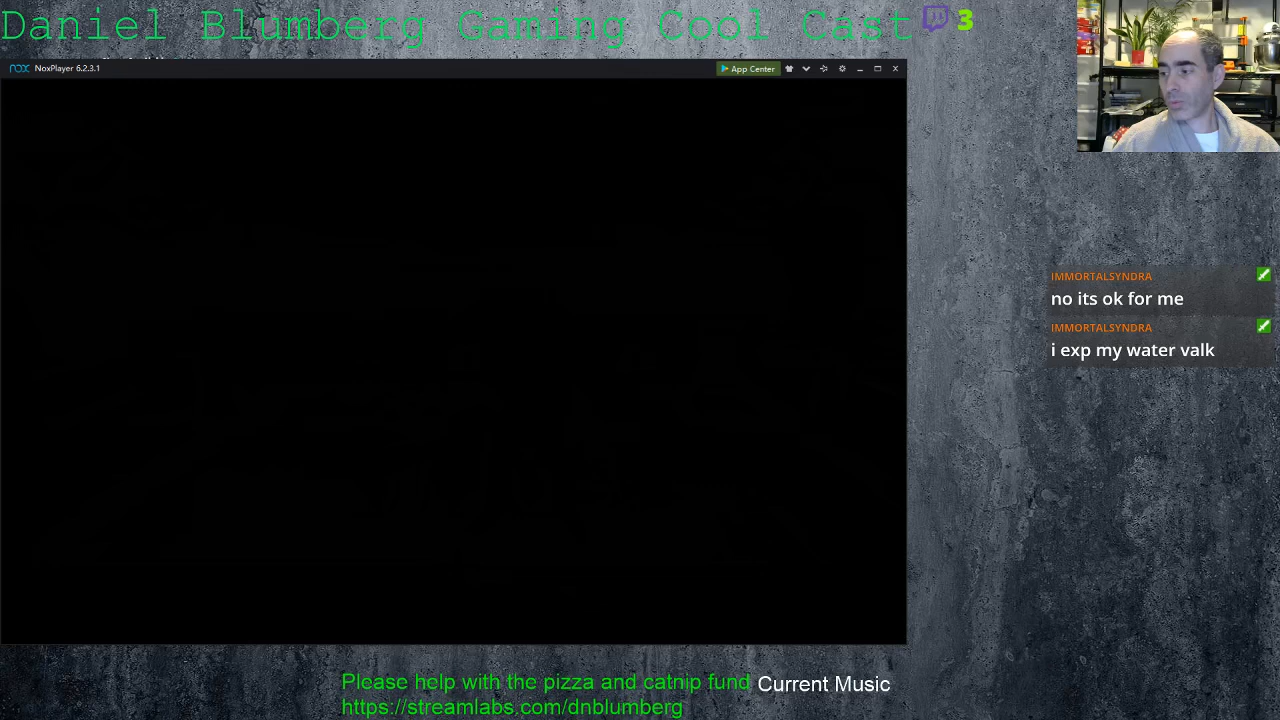 Daniel Blumberg Gaming Cool Cast 3
nox NoxPlayer 6.2.3.1 App Center
IMMORTALSYNDRA
no its ok for me
IMMORTALSYNDRA
i exp my water valk
Please help with the pizza and catnip fund Current Music
https://streamlabs.com/dnblumberg